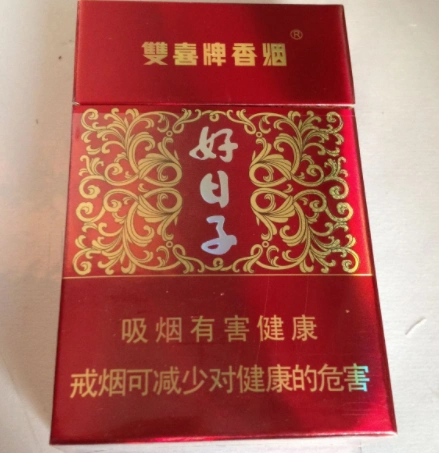 雙喜牌香烟®
好日子
吸烟有害健康
戒烟可减少对健康的危害